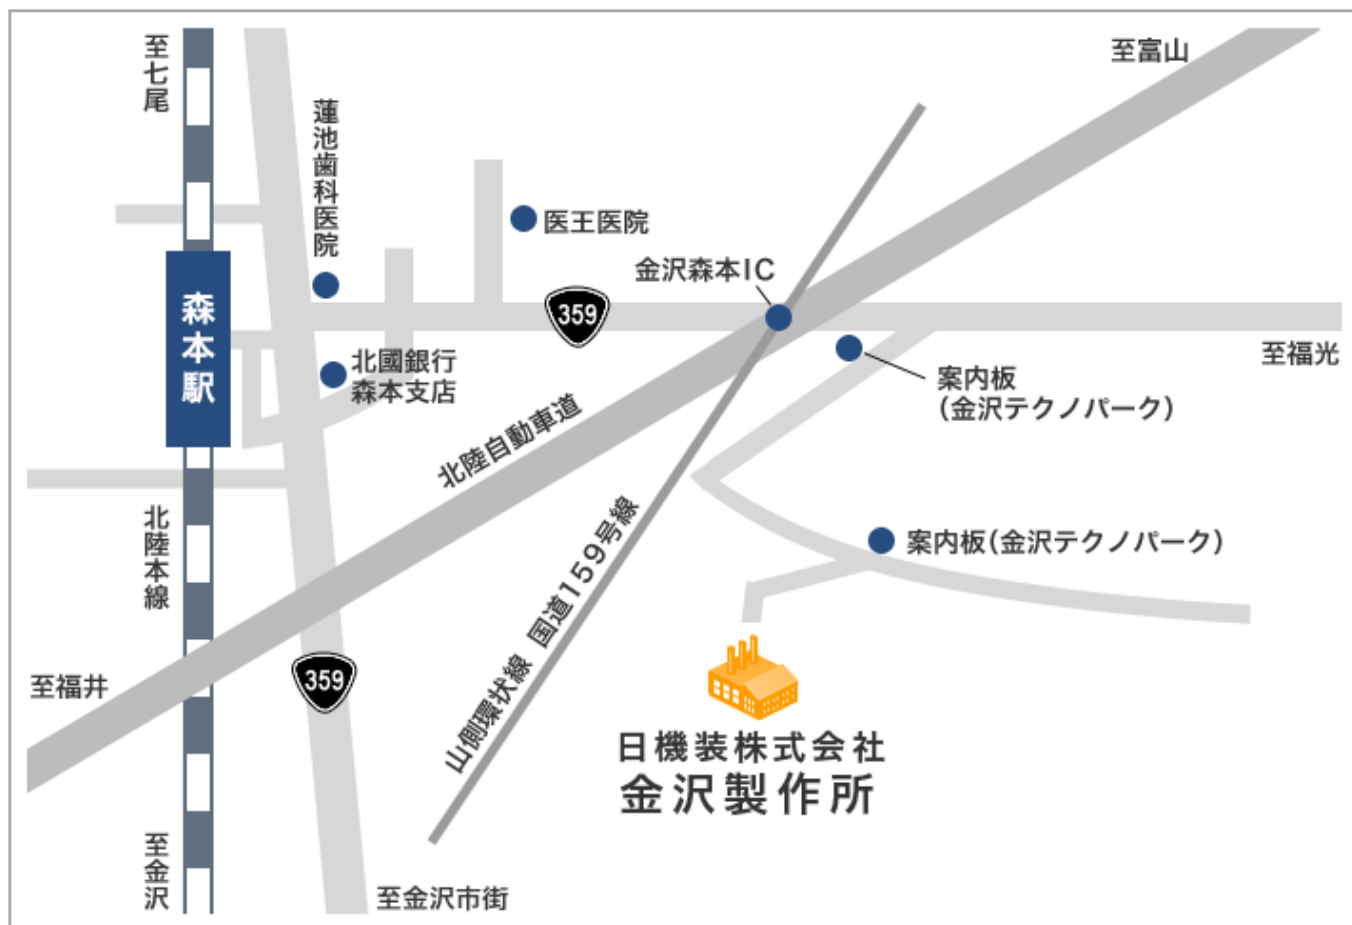 至七尾
至富山
蓮池歯科医院
医王医院
金沢森本IC
森本駅
359
北國銀行
森本支店
至福光
案内板
(金沢テクノパーク)
北陸自動車道
北陸本線
山側環状線 国道159号線
案内板(金沢テクノパーク)
至福井
359
日機装株式会社
金沢製作所
至金沢
至金沢市街